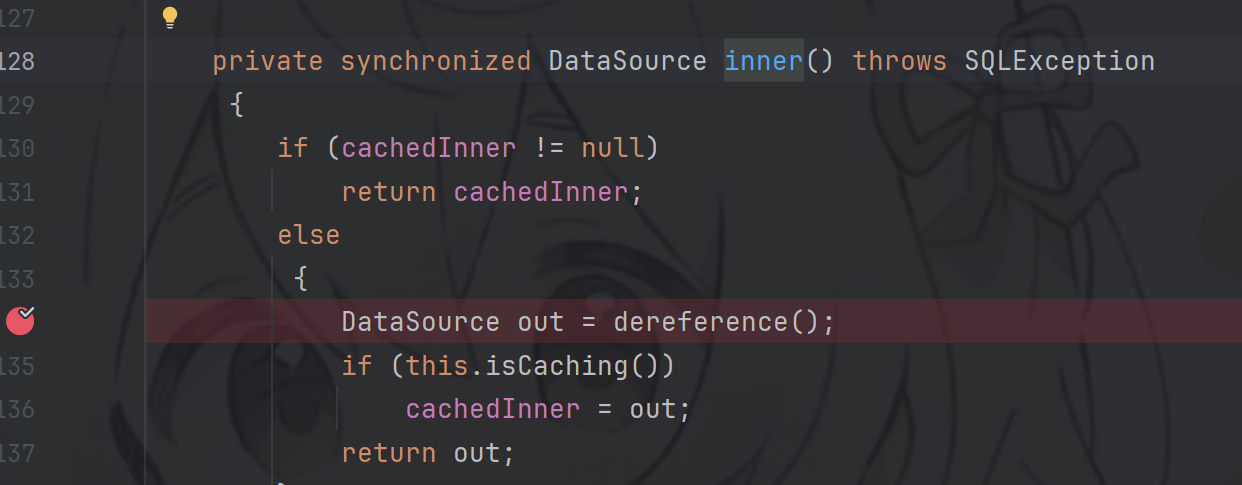 127
128 private synchronized DataSource inner() throws SQLException
129 {
130 if (cachedInner != null)
131 return cachedInner;
132 else
133 {
DataSource out = dereference();
135 if (this.isCaching())
136 cachedInner = out;
137 return out;